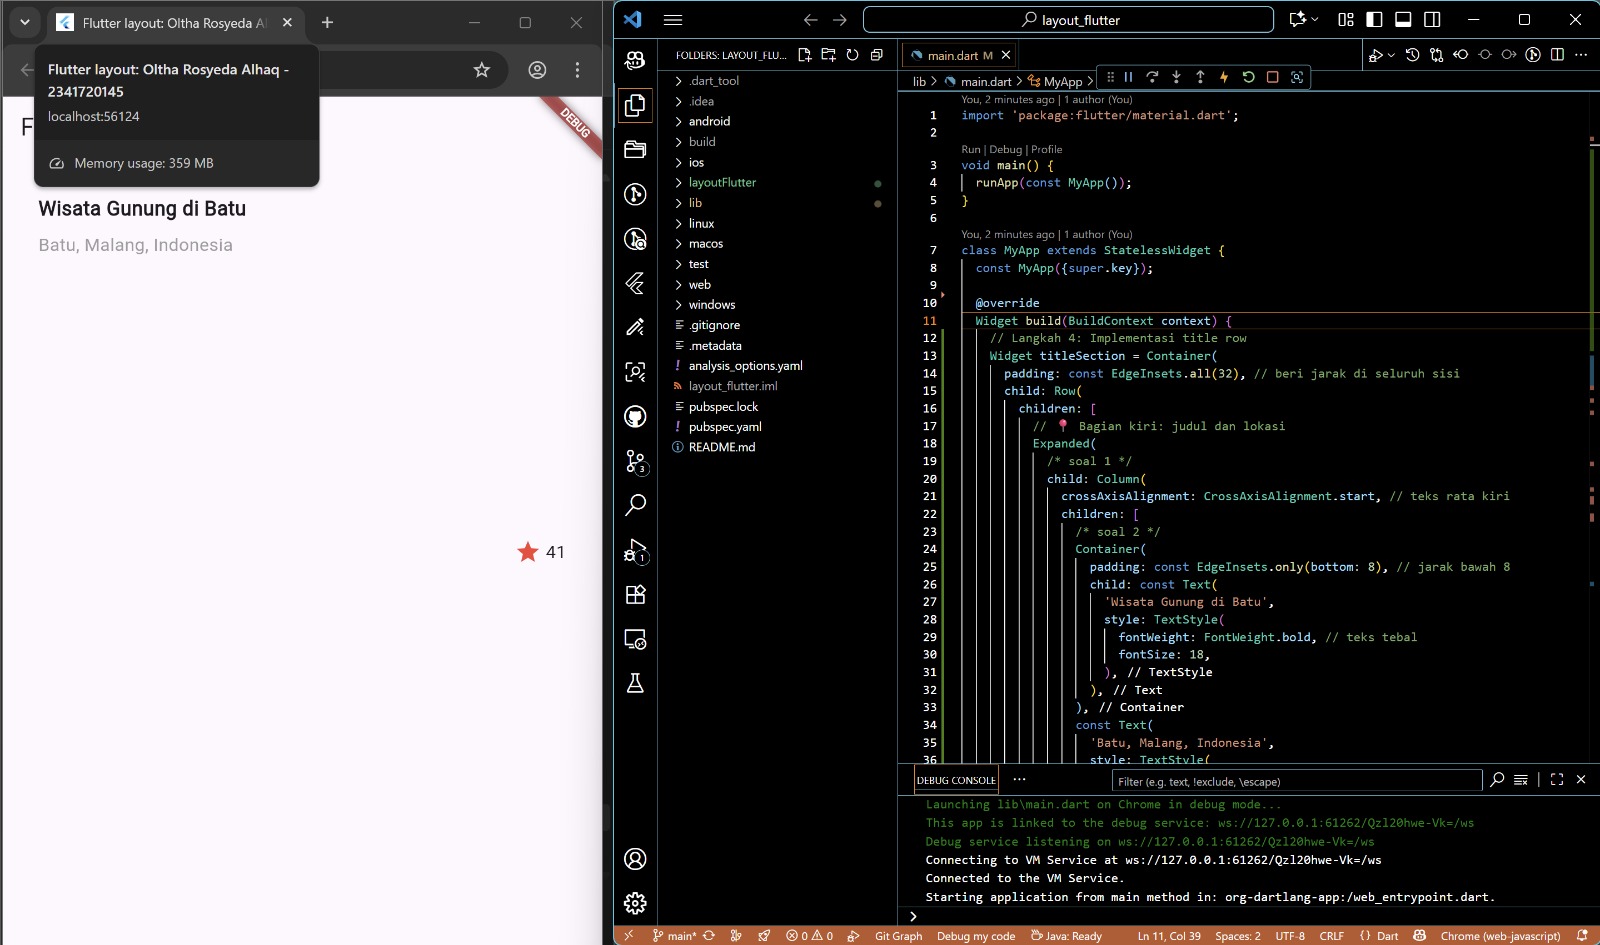 Flutter layout: Oltha Rosyeda Al
Flutter layout: Oltha Rosyeda Alhaq -
2341720145
localhost:56124
Memory usage: 359 MB
F
DEBUG
Wisata Gunung di Batu
Batu, Malang, Indonesia
41
layout_flutter
FOLDERS: LAYOUT_FLU...
.dart_tool
.idea
android
build
ios
layoutFlutter
lib
linux
macos
test
web
windows
.gitignore
.metadata
analysis_options.yaml
layout_flutter.iml
pubspec.lock
pubspec.yaml
README.md
3
1
main.dart M
lib > main.dart > MyApp >
You, 2 minutes ago | 1 author (You)
1 import 'package:flutter/material.dart';
2
Run | Debug | Profile
3 void main() {
4 runApp(const MyApp());
5 }
6
You, 2 minutes ago | 1 author (You)
7 class MyApp extends StatelessWidget {
8 const MyApp({super.key});
9
10 @override
11 Widget build(BuildContext context) {
12 // Langkah 4: Implementasi title row
13 Widget titleSection = Container(
14 padding: const EdgeInsets.all(32), // beri jarak di seluruh sisi
15 child: Row(
16 children: [
17 // 📍 Bagian kiri: judul dan lokasi
18 Expanded(
19 /* soal 1 */
20 child: Column(
21 crossAxisAlignment: CrossAxisAlignment.start, // teks rata kiri
22 children: [
23 /* soal 2 */
24 Container(
25 padding: const EdgeInsets.only(bottom: 8), // jarak bawah 8
26 child: const Text(
27 'Wisata Gunung di Batu',
28 style: TextStyle(
29 fontWeight: FontWeight.bold, // teks tebal
30 fontSize: 18,
31 ), // TextStyle
32 ), // Text
33 ), // Container
34 const Text(
35 'Batu, Malang, Indonesia',
36 style: TextStyle(
DEBUG CONSOLE ...
Filter (e.g. text, !exclude, \escape)
Launching lib\main.dart on Chrome in debug mode...
This app is linked to the debug service: ws://127.0.0.1:61262/Qzl20hwe-Vk=/ws
Debug service listening on ws://127.0.0.1:61262/Qzl20hwe-Vk=/ws
Connecting to VM Service at ws://127.0.0.1:61262/Qzl20hwe-Vk=/ws
Connected to the VM Service.
Starting application from main method in: org-dartlang-app:/web_entrypoint.dart.
>
main* 0 0 Git Graph Debug my code Java: Ready Ln 11, Col 39 Spaces: 2 UTF-8 CRLF {} Dart Chrome (web-javascript)